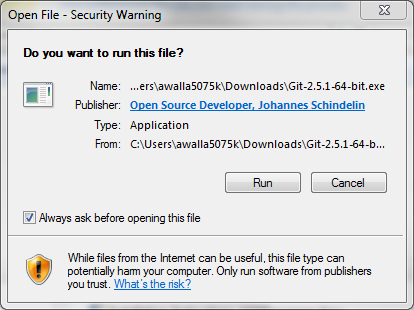 Open File - Security Warning
Do you want to run this file?
Name: ...ers\awalla5075k\Downloads\Git-2.5.1-64-bit.exe
Publisher: Open Source Developer, Johannes Schindelin
Type: Application
From: C:\Users\awalla5075k\Downloads\Git-2.5.1-64-b...
Run Cancel
Always ask before opening this file
While files from the Internet can be useful, this file type can
potentially harm your computer. Only run software from publishers
you trust. What's the risk?